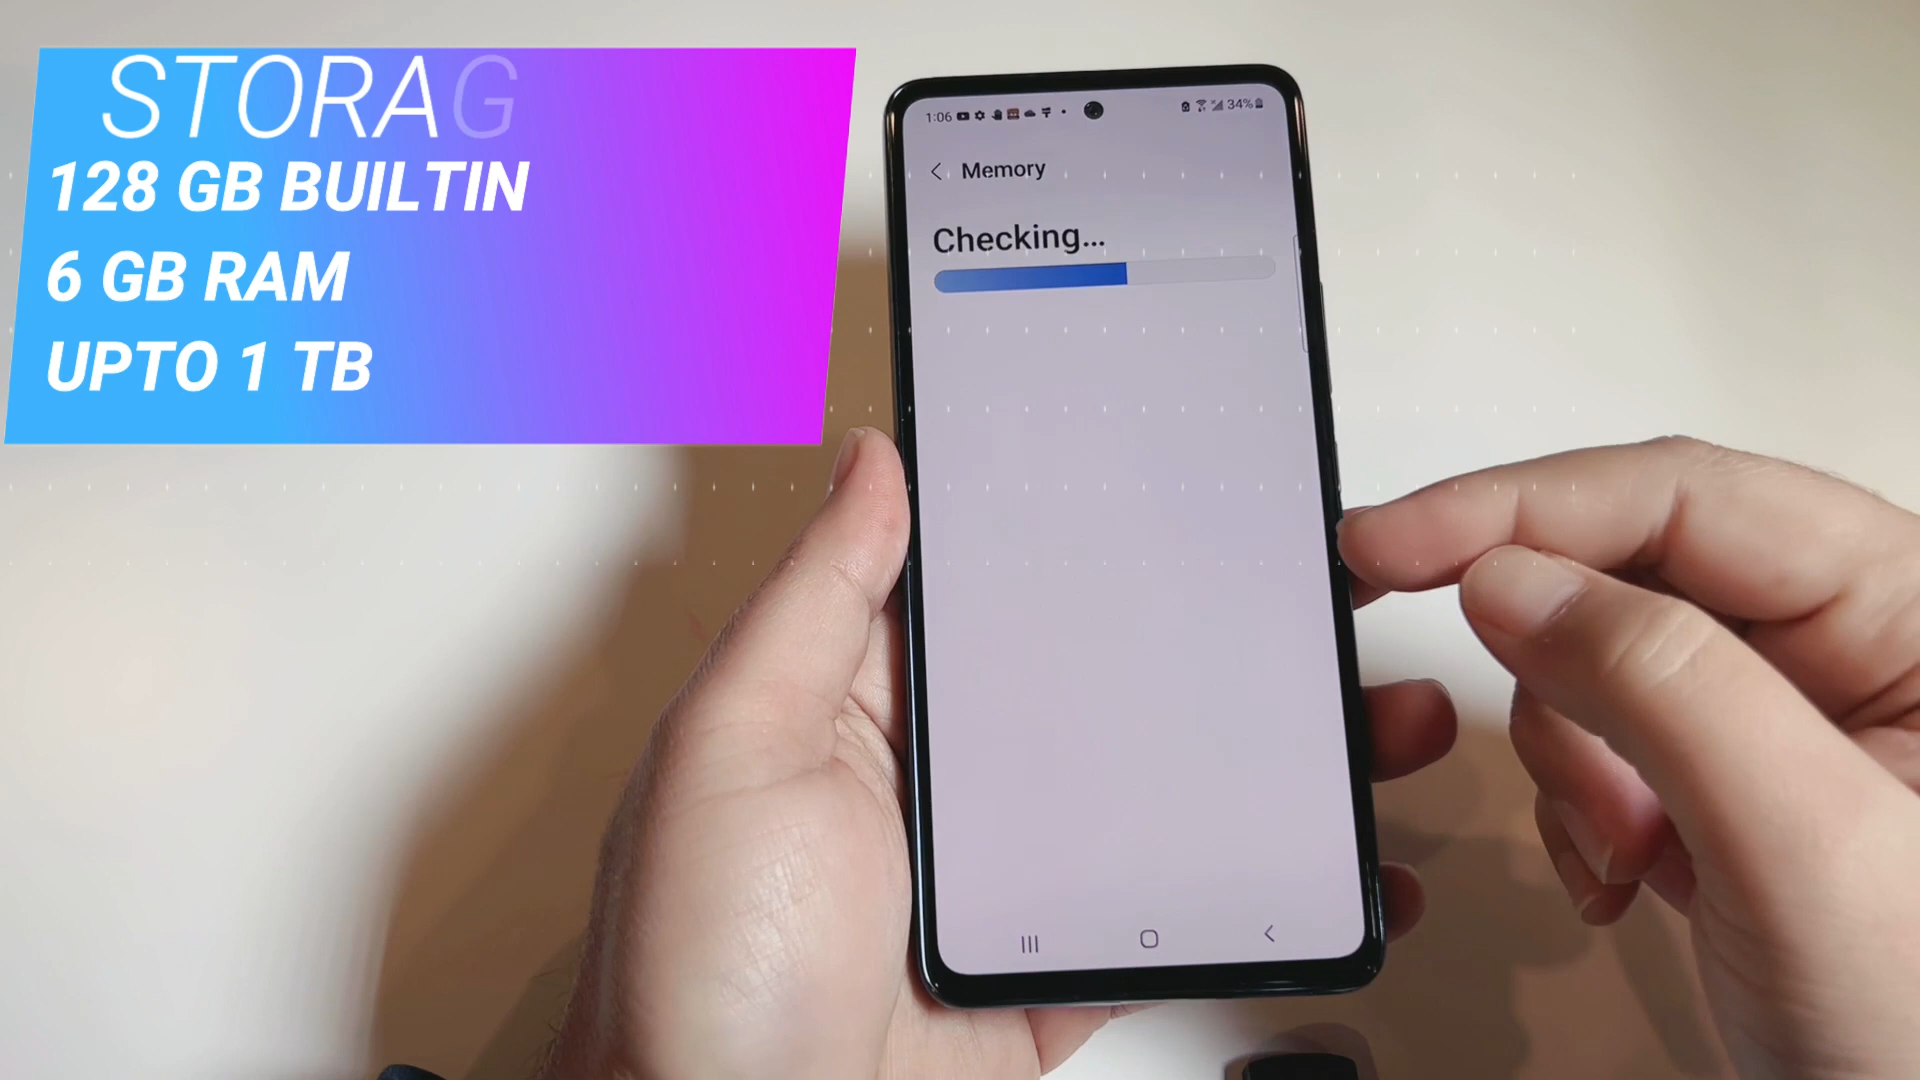 STORAG
128 GB BUILTIN
6 GB RAM
UPTO 1 TB
1:06
34%
Memory
Checking...